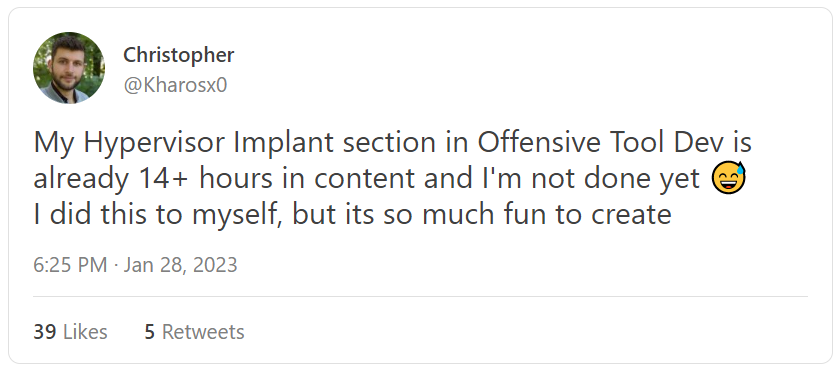 Christopher
@Kharosx0
My Hypervisor Implant section in Offensive Tool Dev is
already 14+ hours in content and I'm not done yet 😅
I did this to myself, but its so much fun to create
6:25 PM · Jan 28, 2023
39 Likes 5 Retweets